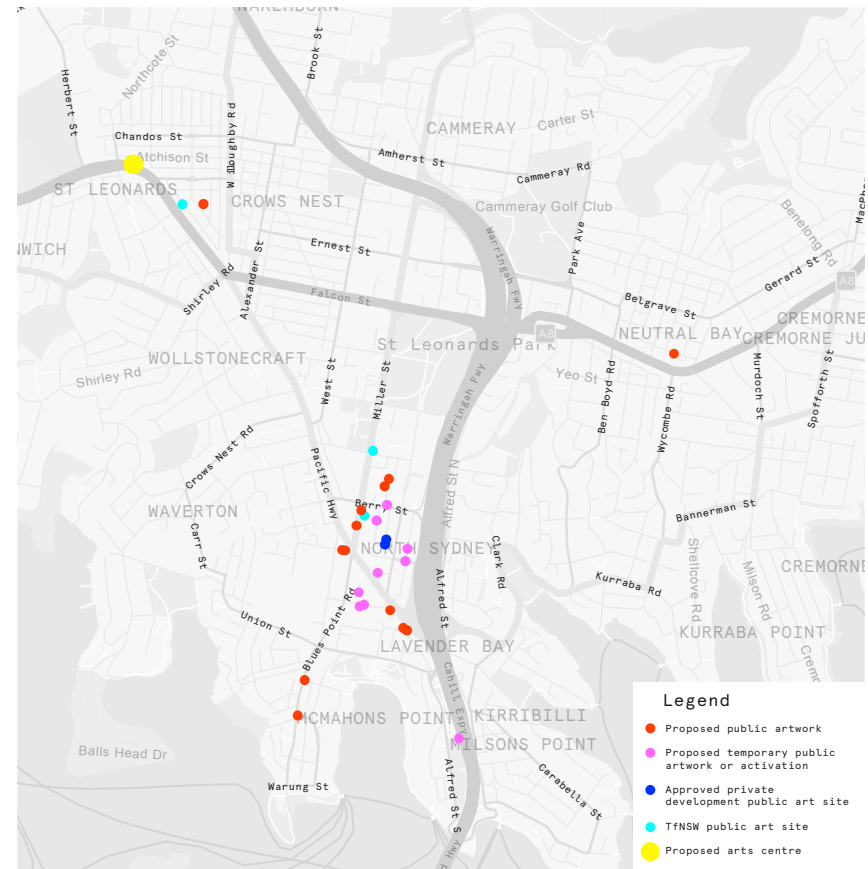 NAREMBURN
Brook St
Northcote St
Herbert St
Willoughby Rd
Chandos St
Atchison St
CAMMERAY
Carter St
Amherst St
Cammeray Rd
ST LEONARDS
CROWS NEST
Cammeray Golf Club
Benelong Rd
NWICH
Ernest St
Warringah Fwy
Park Ave
Gerard St
Shirley Rd
Alexander St
Falcon St
A8
Belgrave St
A8
NEUTRAL BAY
CREMORNE
CREMORNE JU
St Leonards Park
WOLLSTONECRAFT
Shirley Rd
West St
Miller St
Warringah Fwy
Yeo St
Ben Boyd Rd
Wycombe Rd
Murdoch St
Spofforth St
Crows Nest Rd
Pacific Hwy
Alfred St N
WAVERTON
Berry St
Bannerman St
Carr St
NORTH SYDNEY
Clark Rd
Shellcove Rd
Milson Rd
CREMORNE
Kurraba Rd
Alfred St
Union St
Blues Point Rd
LAVENDER BAY
KURRABA POINT
Cremo
Cahill Expy
MCMAHONS POINT
KIRRIBILLI
MILSONS POINT
Balls Head Dr
Warung St
Alfred St S
Carabella St
d Hwy
Legend
Proposed public artwork
Proposed temporary public
artwork or activation
Approved private
development public art site
TfNSW public art site
Proposed arts centre